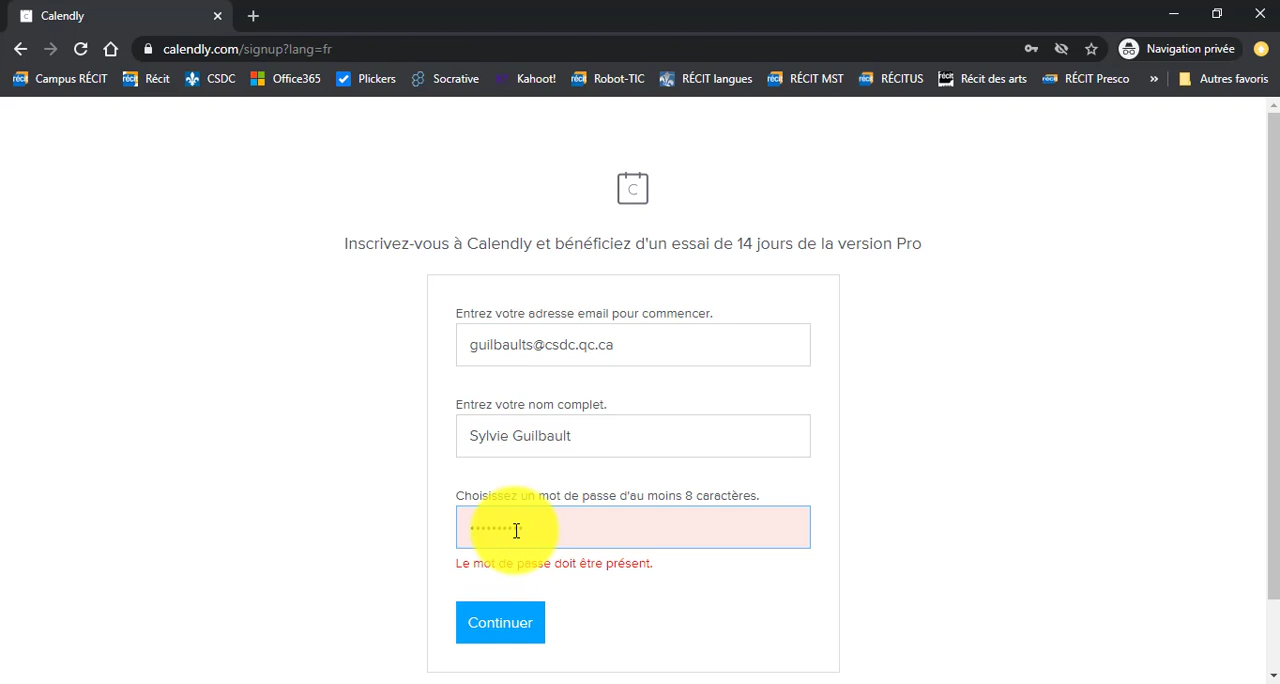 Calendly
calendly.com/signup?lang=fr
Navigation privée
Campus RÉCIT Récit CSDC Office365 Plickers Socrative Kahoot! Robot-TIC RÉCIT langues RÉCIT MST RÉCITUS Récit des arts RÉCIT Presco » Autres favoris
C
Inscrivez-vous à Calendly et bénéficiez d'un essai de 14 jours de la version Pro
Entrez votre adresse email pour commencer.
guilbaults@csdc.qc.ca
Entrez votre nom complet.
Sylvie Guilbault
Choisissez un mot de passe d'au moins 8 caractères.
Le mot de passe doit être présent.
Continuer